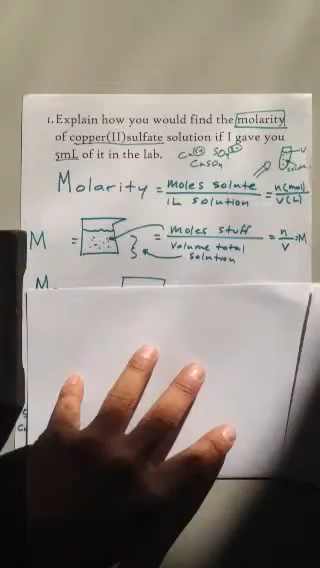 1. Explain how you would find the molarity
of copper(II)sulfate solution if I gave you
5mL of it in the lab.
CuSO₄
Molarity = moles solute / 1L solution = n(mol) / V(L)
M = = moles stuff / volume total solution = n / V = M
M